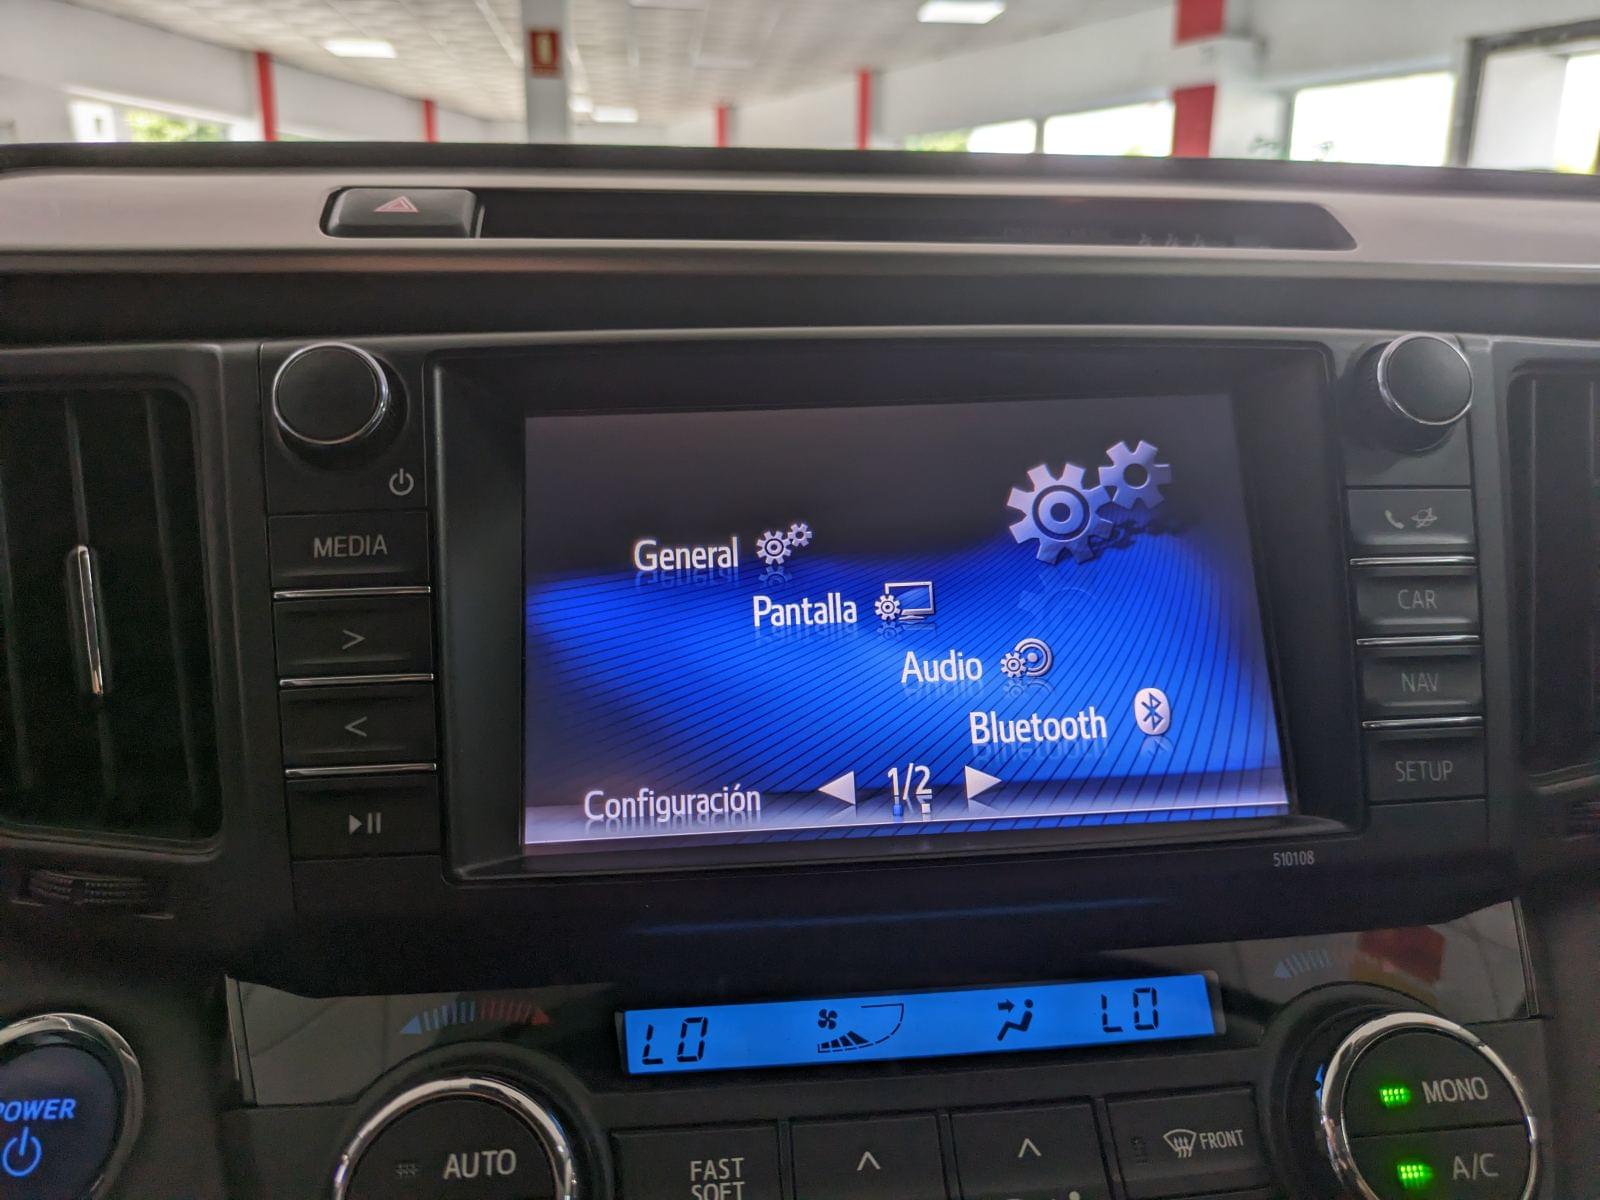 MEDIA
>
<
General
Pantalla
Audio
Bluetooth
Configuración
1/2
CAR
NAV
SETUP
510108
LO
LO
POWER
AUTO
FAST
SOFT
FRONT
MONO
A/C